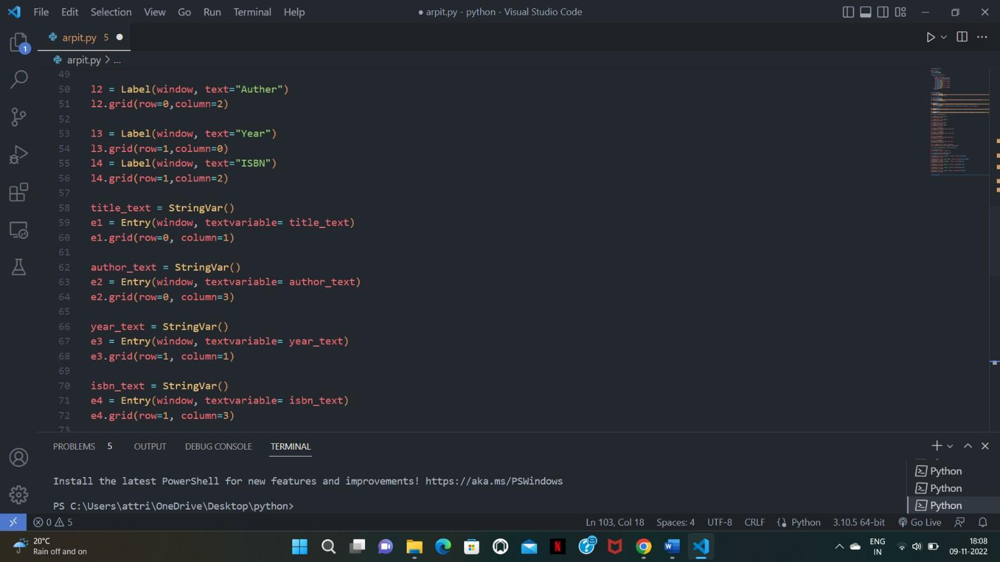 File Edit Selection View Go Run Terminal Help
● arpit.py - python - Visual Studio Code
arpit.py 5 ●
arpit.py > ...
1
49
50 l2 = Label(window, text="Auther")
51 l2.grid(row=0,column=2)
52
53 l3 = Label(window, text="Year")
54 l3.grid(row=1,column=0)
55 l4 = Label(window, text="ISBN")
56 l4.grid(row=1,column=2)
57
58 title_text = StringVar()
59 e1 = Entry(window, textvariable= title_text)
60 e1.grid(row=0, column=1)
61
62 author_text = StringVar()
63 e2 = Entry(window, textvariable= author_text)
64 e2.grid(row=0, column=3)
65
66 year_text = StringVar()
67 e3 = Entry(window, textvariable= year_text)
68 e3.grid(row=1, column=1)
69
70 isbn_text = StringVar()
71 e4 = Entry(window, textvariable= isbn_text)
72 e4.grid(row=1, column=3)
73
PROBLEMS 5 OUTPUT DEBUG CONSOLE TERMINAL
Install the latest PowerShell for new features and improvements! https://aka.ms/PSWindows
PS C:\Users\attri\OneDrive\Desktop\python>
Python
Python
Python
0 5
Ln 103, Col 18 Spaces: 4 UTF-8 CRLF Python 3.10.5 64-bit Go Live
20°C
Rain off and on
ENG
IN
18:08
09-11-2022